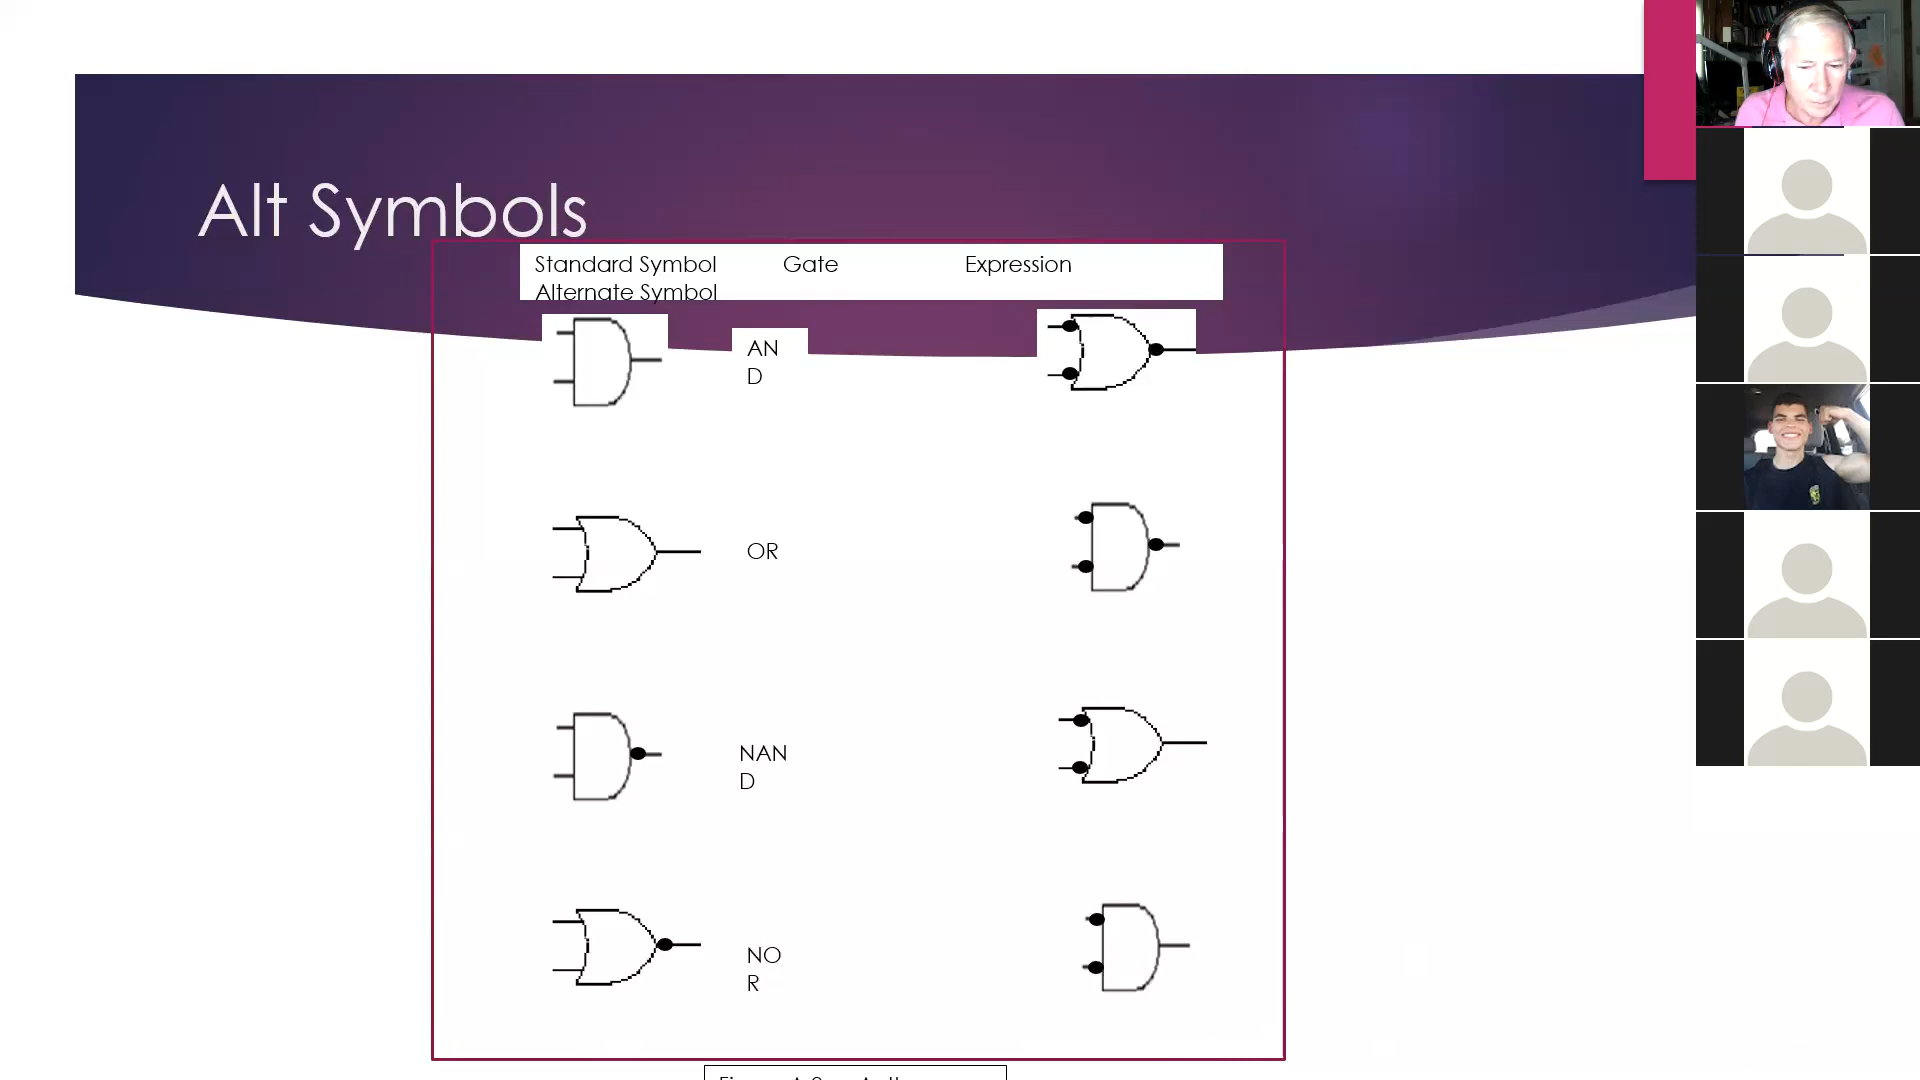 Alt Symbols
Standard Symbol Gate Expression
Alternate Symbol
AN
D
OR
NAN
D
NO
R